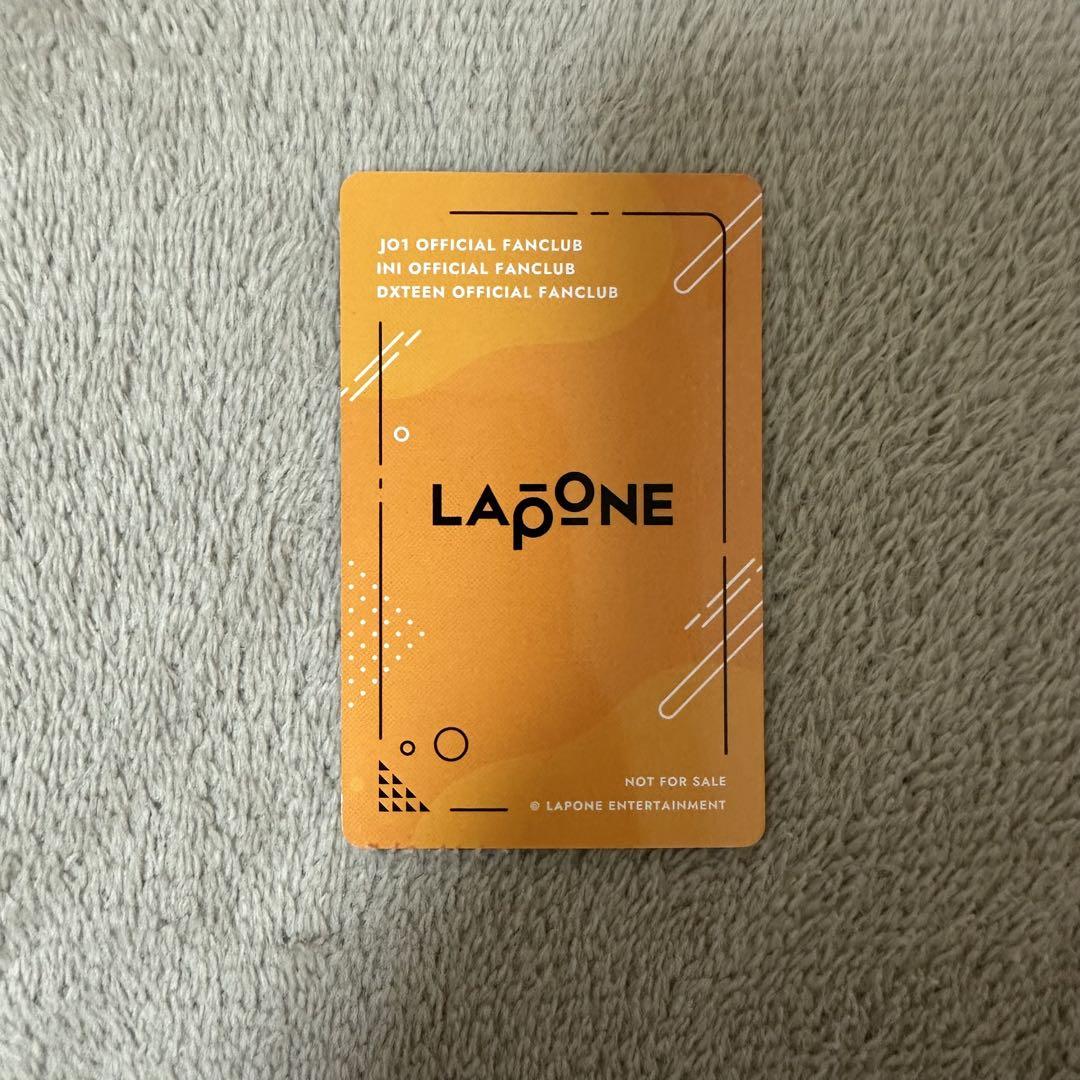 JO1 OFFICIAL FANCLUB
INI OFFICIAL FANCLUB
DXTEEN OFFICIAL FANCLUB
LAPONE
NOT FOR SALE
© LAPONE ENTERTAINMENT